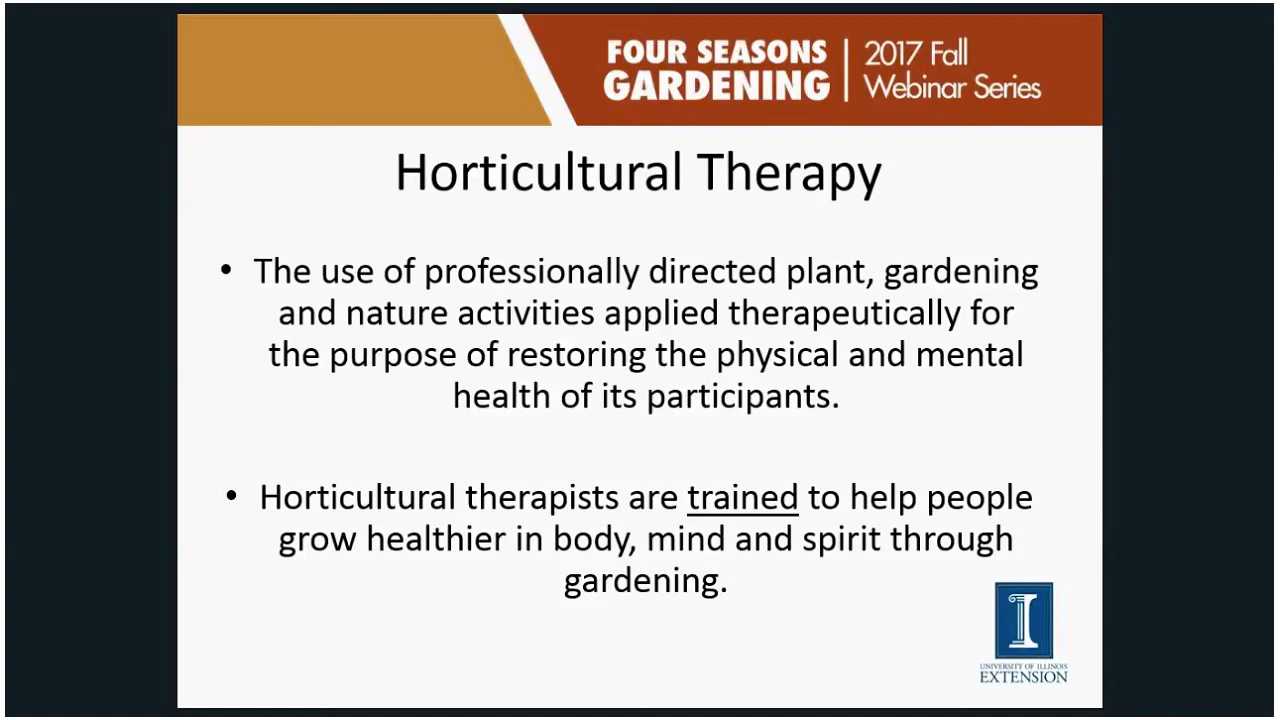 FOUR SEASONS
GARDENING
2017 Fall
Webinar Series
Horticultural Therapy
• The use of professionally directed plant, gardening
and nature activities applied therapeutically for
the purpose of restoring the physical and mental
health of its participants.
• Horticultural therapists are trained to help people
grow healthier in body, mind and spirit through
gardening.
I
UNIVERSITY OF ILLINOIS
EXTENSION